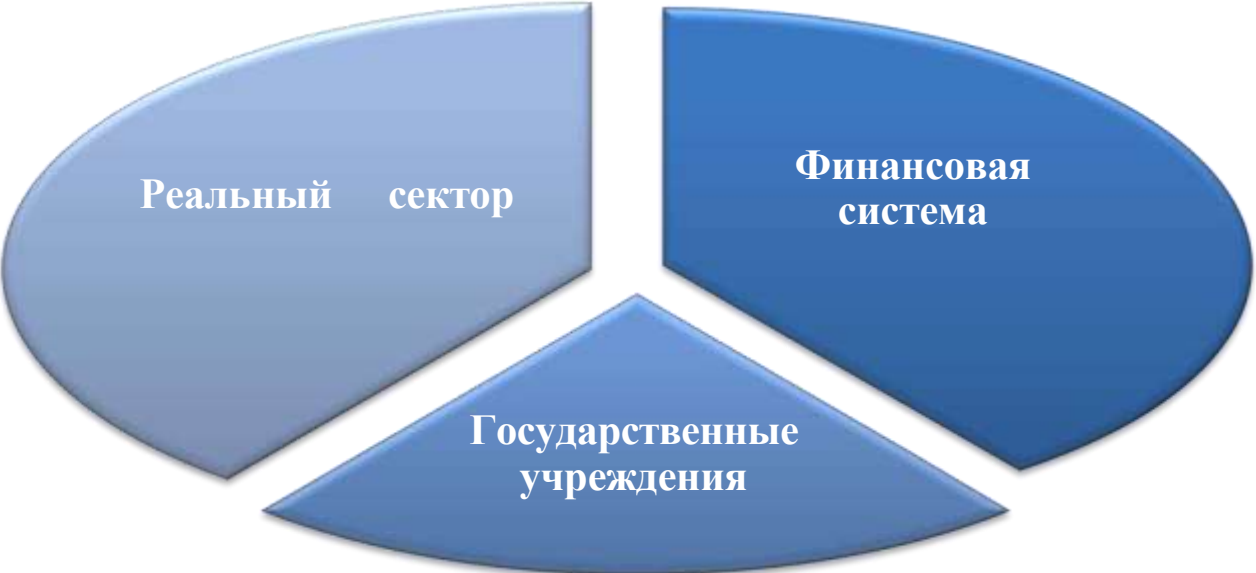 Реальный сектор
Финансовая
система
Государственные
учреждения